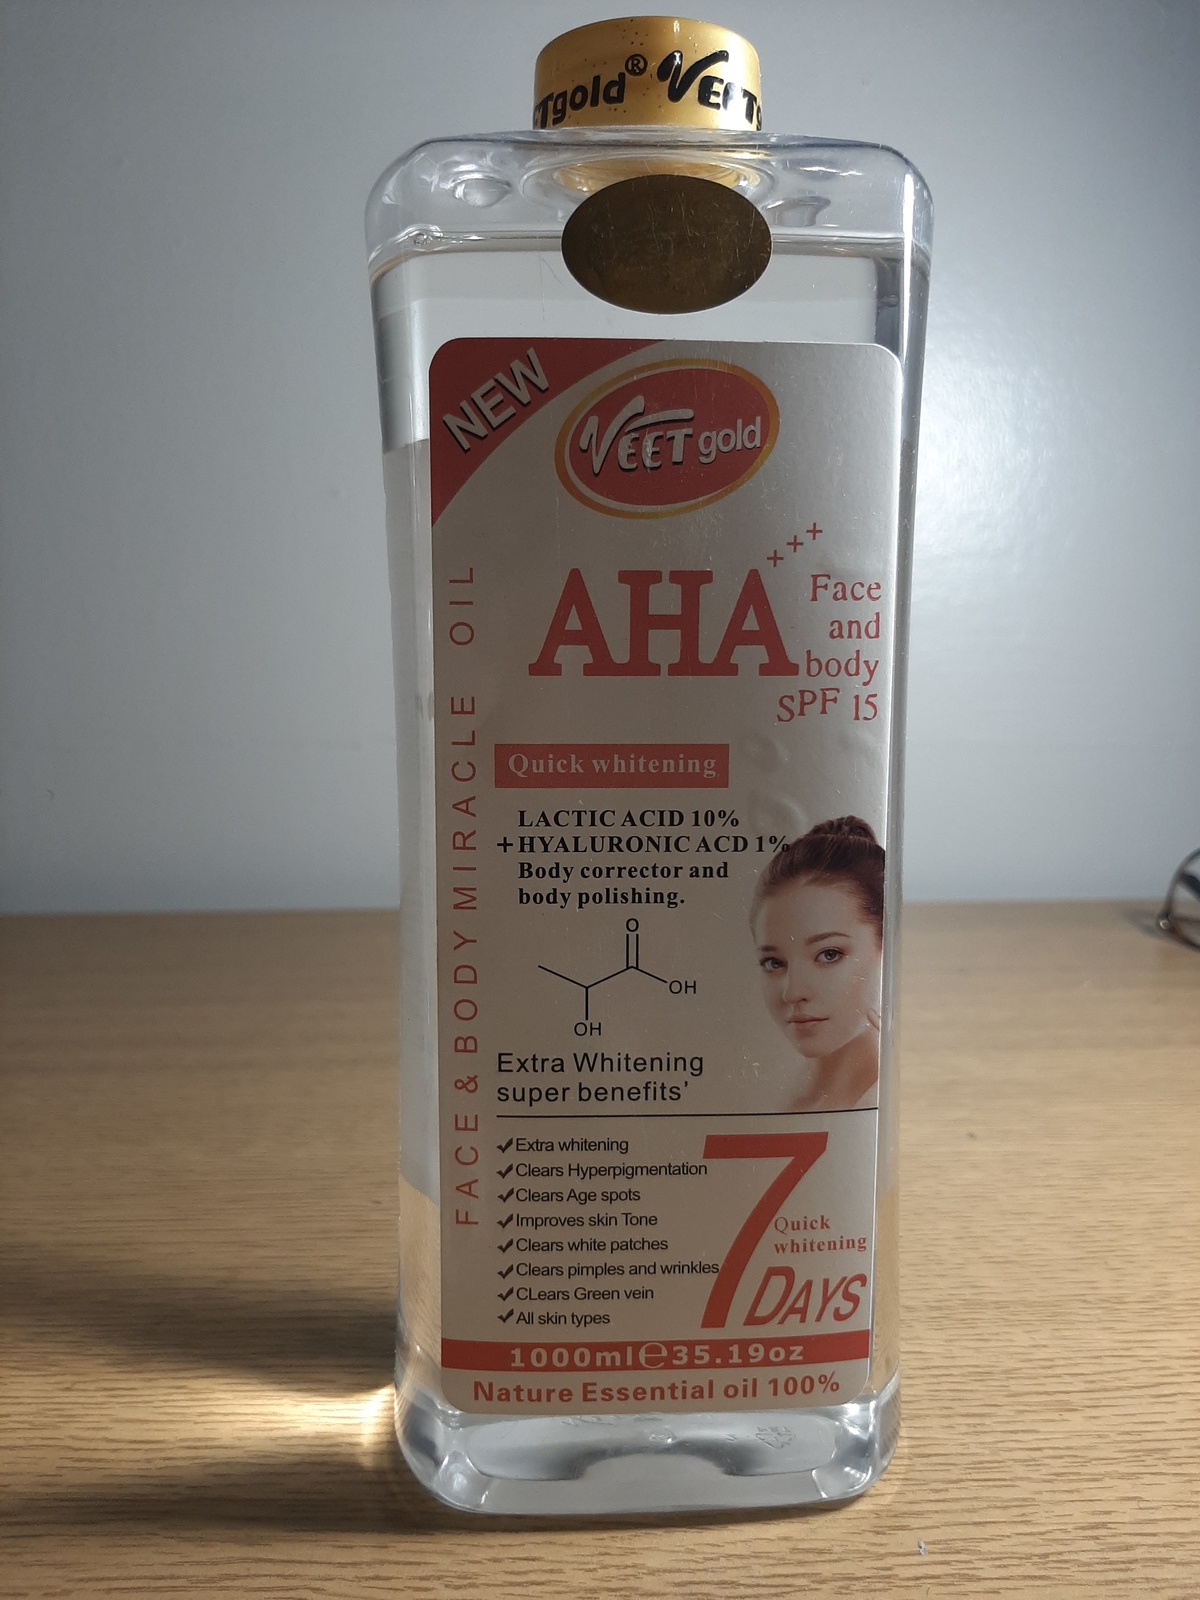 Tgold® VEET
NEW
VEET gold
AHA+++
Face
and
body
SPF 15
FACE & BODY MIRACLE OIL
Quick whitening
LACTIC ACID 10%
+HYALURONIC ACD 1%
Body corrector and
body polishing.
O
OH
OH
Extra Whitening
super benefits'
✓Extra whitening
✓Clears Hyperpigmentation
✓Clears Age spots
✓Improves skin Tone
✓Clears white patches
✓Clears pimples and wrinkles
✓CLears Green vein
✓All skin types
7
Quick
whitening
DAYS
1000ml℮35.19oz
Nature Essential oil 100%